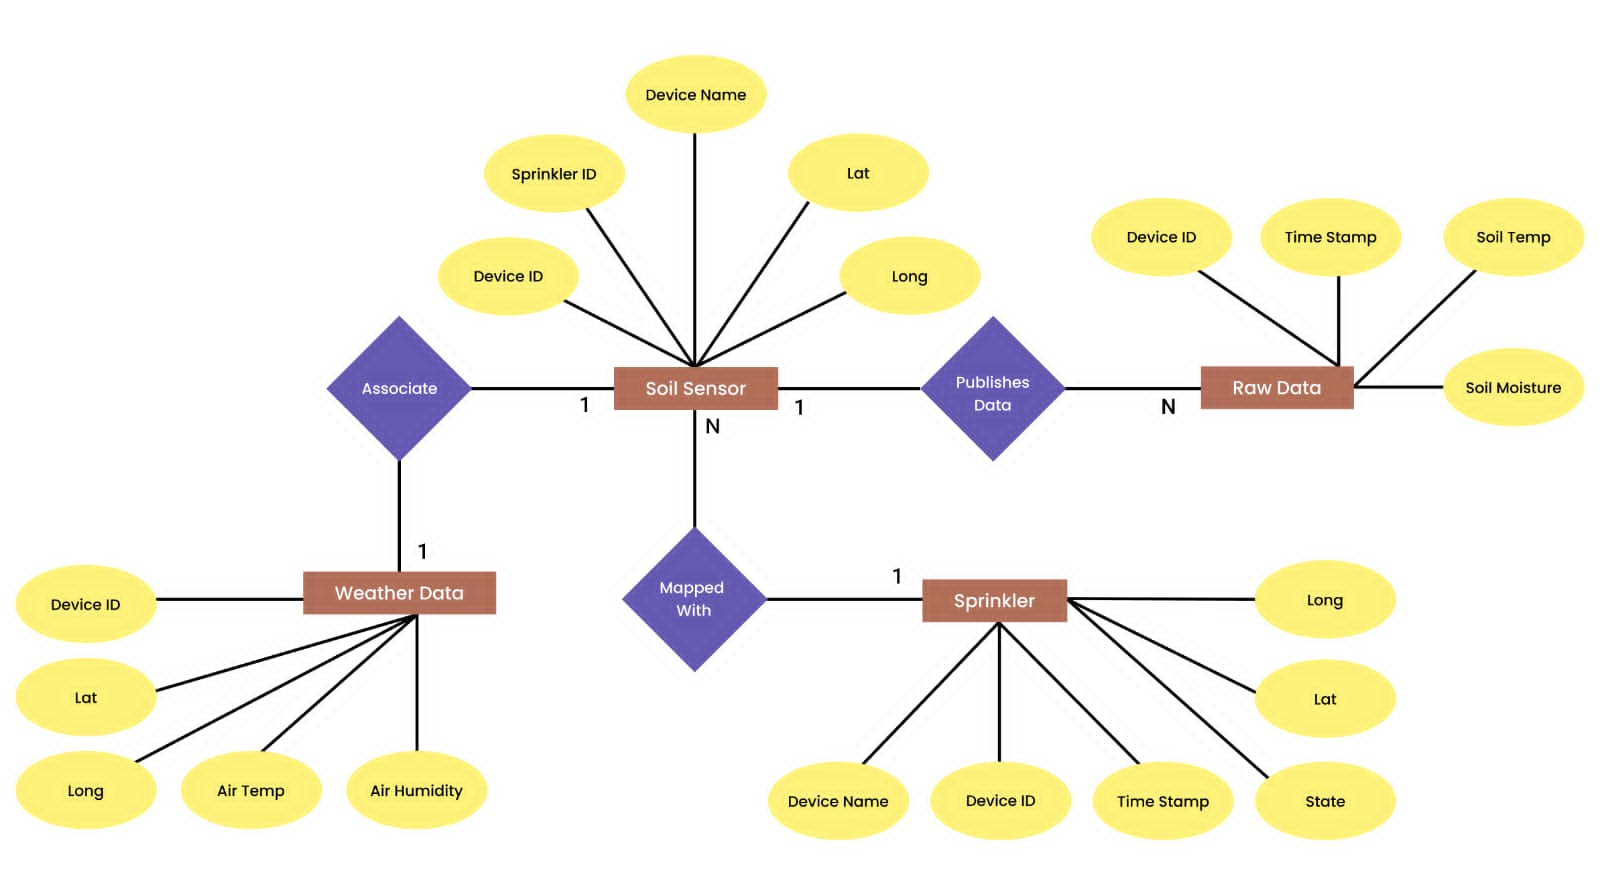 Device Name
Sprinkler ID
Lat
Device ID
Long
Device ID
Time Stamp
Soil Temp
Associate
1
Soil Sensor
1
N
Publishes
Data
N
Raw Data
Soil Moisture
1
Weather Data
Device ID
Lat
Long
Air Temp
Air Humidity
Mapped
With
1
Sprinkler
Long
Lat
Device Name
Device ID
Time Stamp
State